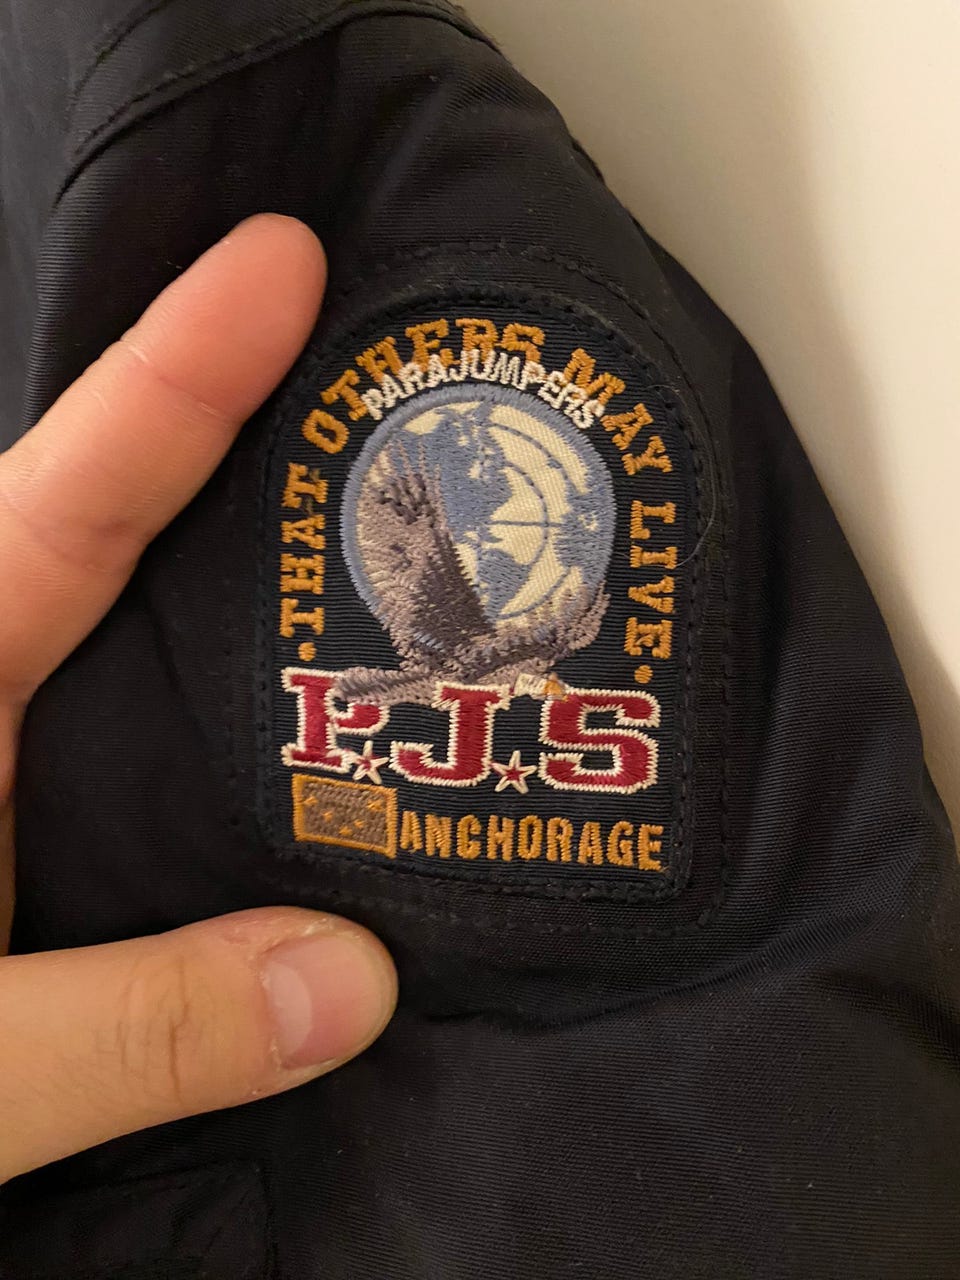 ·THAT OTHERS MAY LIVE·
PARAJUMPERS
P.J.S
ANCHORAGE